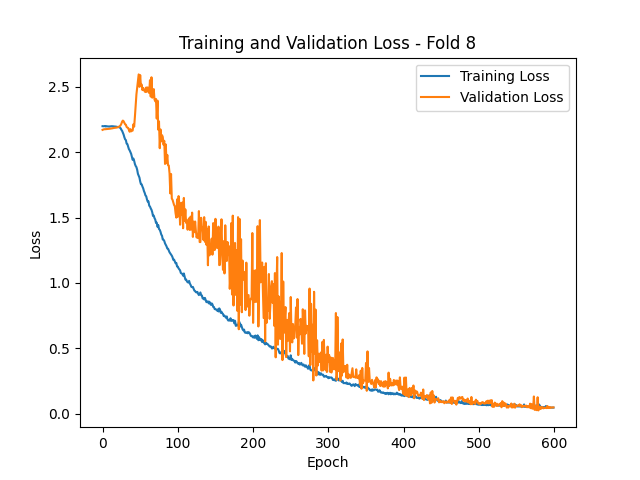 Training and Validation Loss - Fold 8
Training Loss
Validation Loss
Loss
2.5
2.0
1.5
1.0
0.5
0.0
0 100 200 300 400 500 600
Epoch